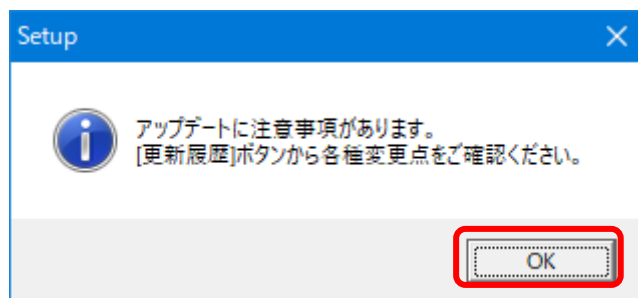 Setup
アップデートに注意事項があります。
[更新履歴]ボタンから各種変更点をご確認ください。
OK